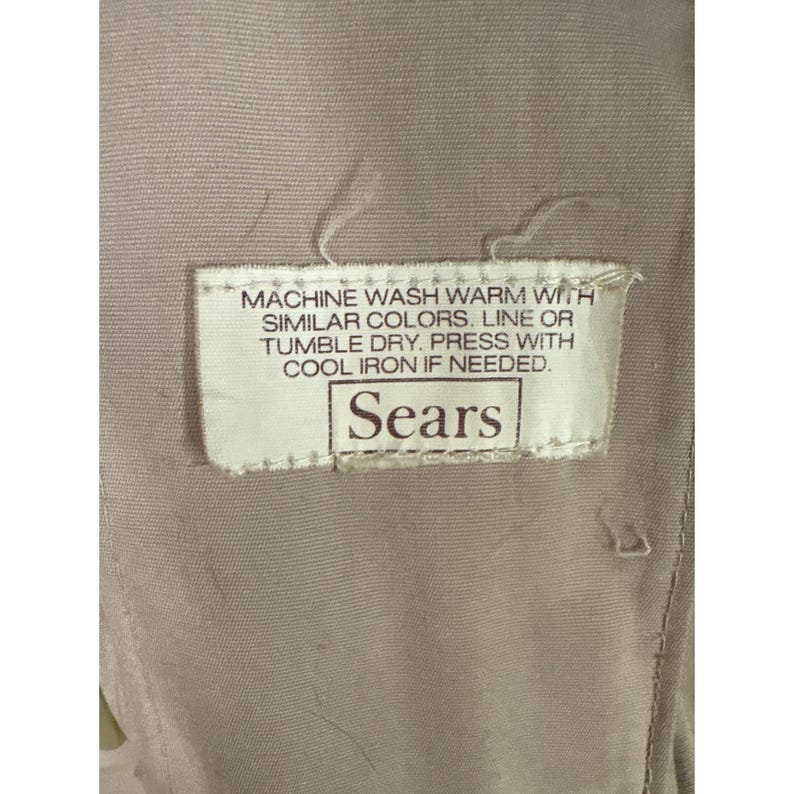 MACHINE WASH WARM WITH
SIMILAR COLORS. LINE OR
TUMBLE DRY. PRESS WITH
COOL IRON IF NEEDED.
Sears